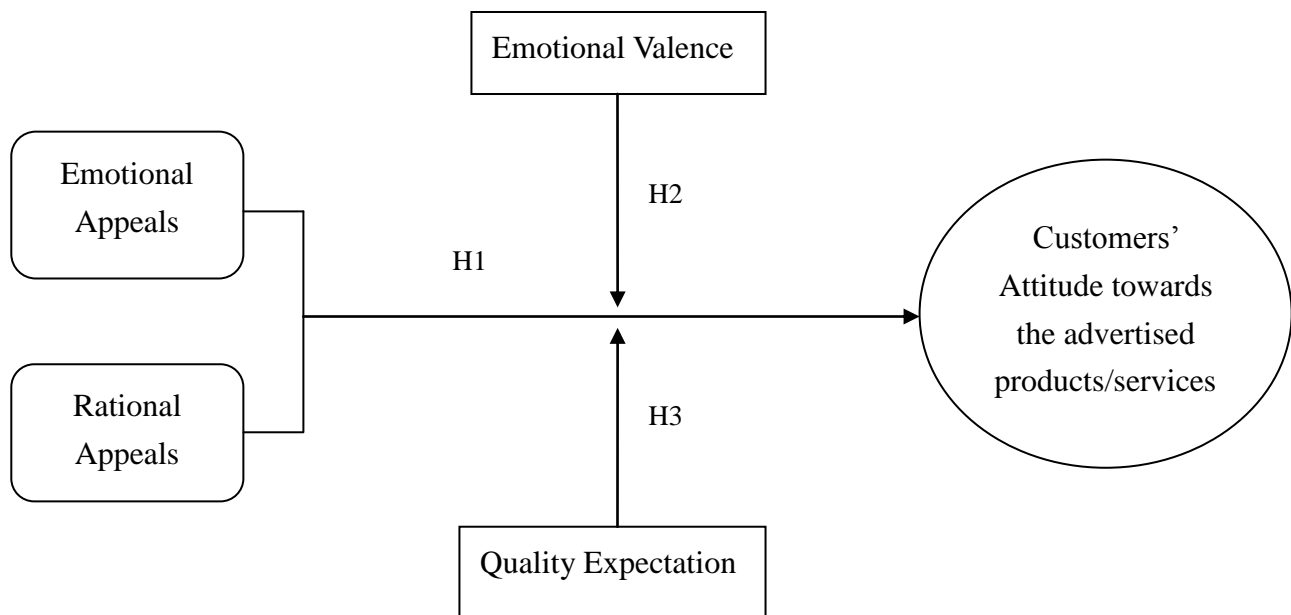 Emotional Valence
Emotional
Appeals
H2
H1
Customers’
Attitude towards
the advertised
products/services
Rational
Appeals
H3
Quality Expectation